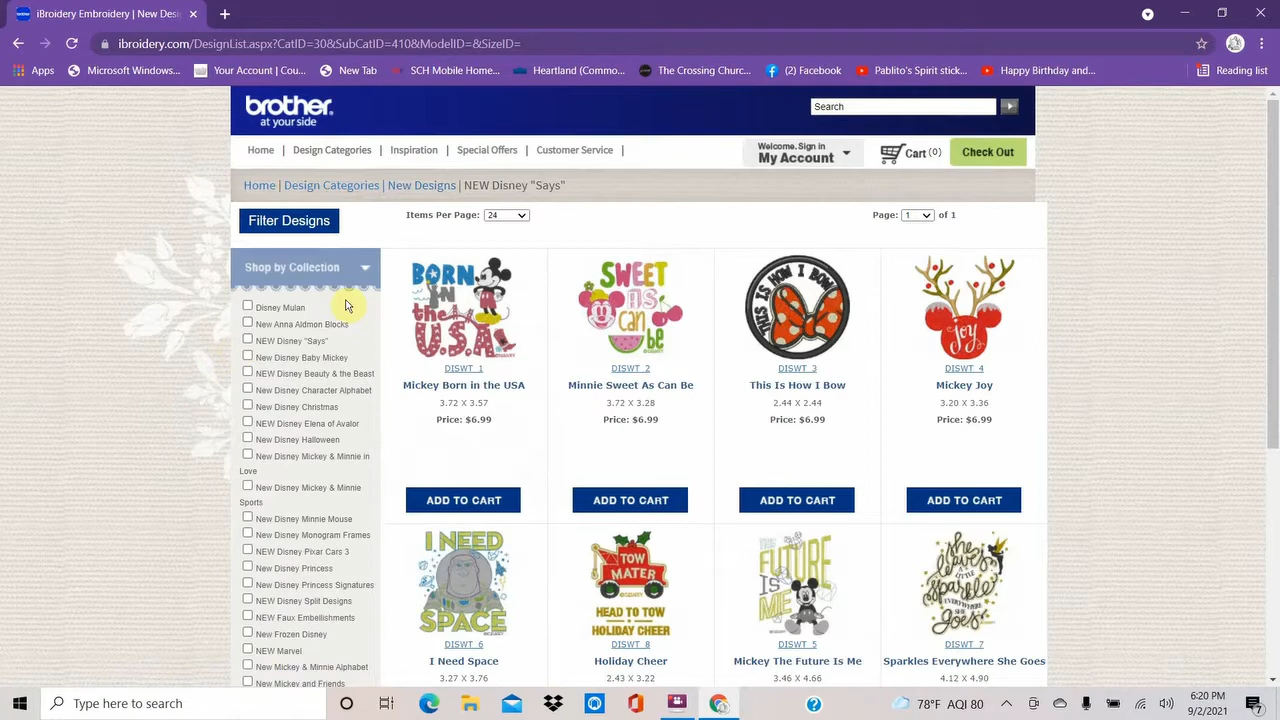 iBroidery | New Disney "N
ibroidery.com/DesignList.aspx?CatID=30&SubCatID=410&ModelID=&SizeID=
Apps
Microsoft Windows...
Your Account (Cou...
New Tab
SCH Mobile Home...
Heartland (Commo...
The Crossing Churc...
(2) Facebook
Pablito's Spirit stick...
Happy Birthday and...
Reading list
brother
at your side
Search
Home | Design Categories | Inspiration | Special Offers | Customer Service |
Welcome. Sign in
My Account
Cart (0)
Check Out
Home | Design Categories | New Designs | NEW Disney "Says"
Filter Designs
Items Per Page: 24
Page: 1 of 1
Shop by Collection
Disney Mulan
New Anna Aldmon Blocks
NEW Disney "Says"
New Disney Baby Mickey
NEW Disney Beauty & the Beast
New Disney Character Alphabet
New Disney Christmas
NEW Disney Elena of Avalor
New Disney Halloween
New Disney Mickey & Minnie in
Love
New Disney Mickey & Minnie
Sports
New Disney Minnie Mouse
New Disney Monogram Frames
NEW Disney Pixar Cars 3
New Disney Princess
New Disney Princess Signatures
NEW Disney Split Designs
NEW Faux Embellishments
New Frozen Disney
NEW Marvel
New Mickey & Minnie Alphabet
New Mickey and Friends
BORN
IN
the
U.S.A.
DISWT_1
Mickey Born in the USA
3.72 X 3.57
Price: $6.99
ADD TO CART
SWEET
AS
CAN
be
DISWT_2
Minnie Sweet As Can Be
3.72 X 3.28
Price: $6.99
ADD TO CART
THIS IS HOW I BOW
DISWT_3
This Is How I Bow
2.44 X 2.44
Price: $6.99
ADD TO CART
Joy
DISWT_4
Mickey Joy
3.20 X 3.36
Price: $6.99
ADD TO CART
I NEED
SPACE
DISWT_6
I Need Space
3.27 X 3.76
TOW
MATER
HEAD TO TOW
HOLIDAY CHEER
DISWT_8
Holiday Cheer
2.43 X 3.22
THE
FUTURE
IS
ME
DISWT_5
Mickey The Future Is Me
3.46 X 4.66
she
leaves
a little
sparkle
everywhere
she
goes
DISWT_7
Sparkles Everywhere She Goes
4.12 X 4.90
Type here to search
78°F AQI 80
6:20 PM
9/2/2021
7